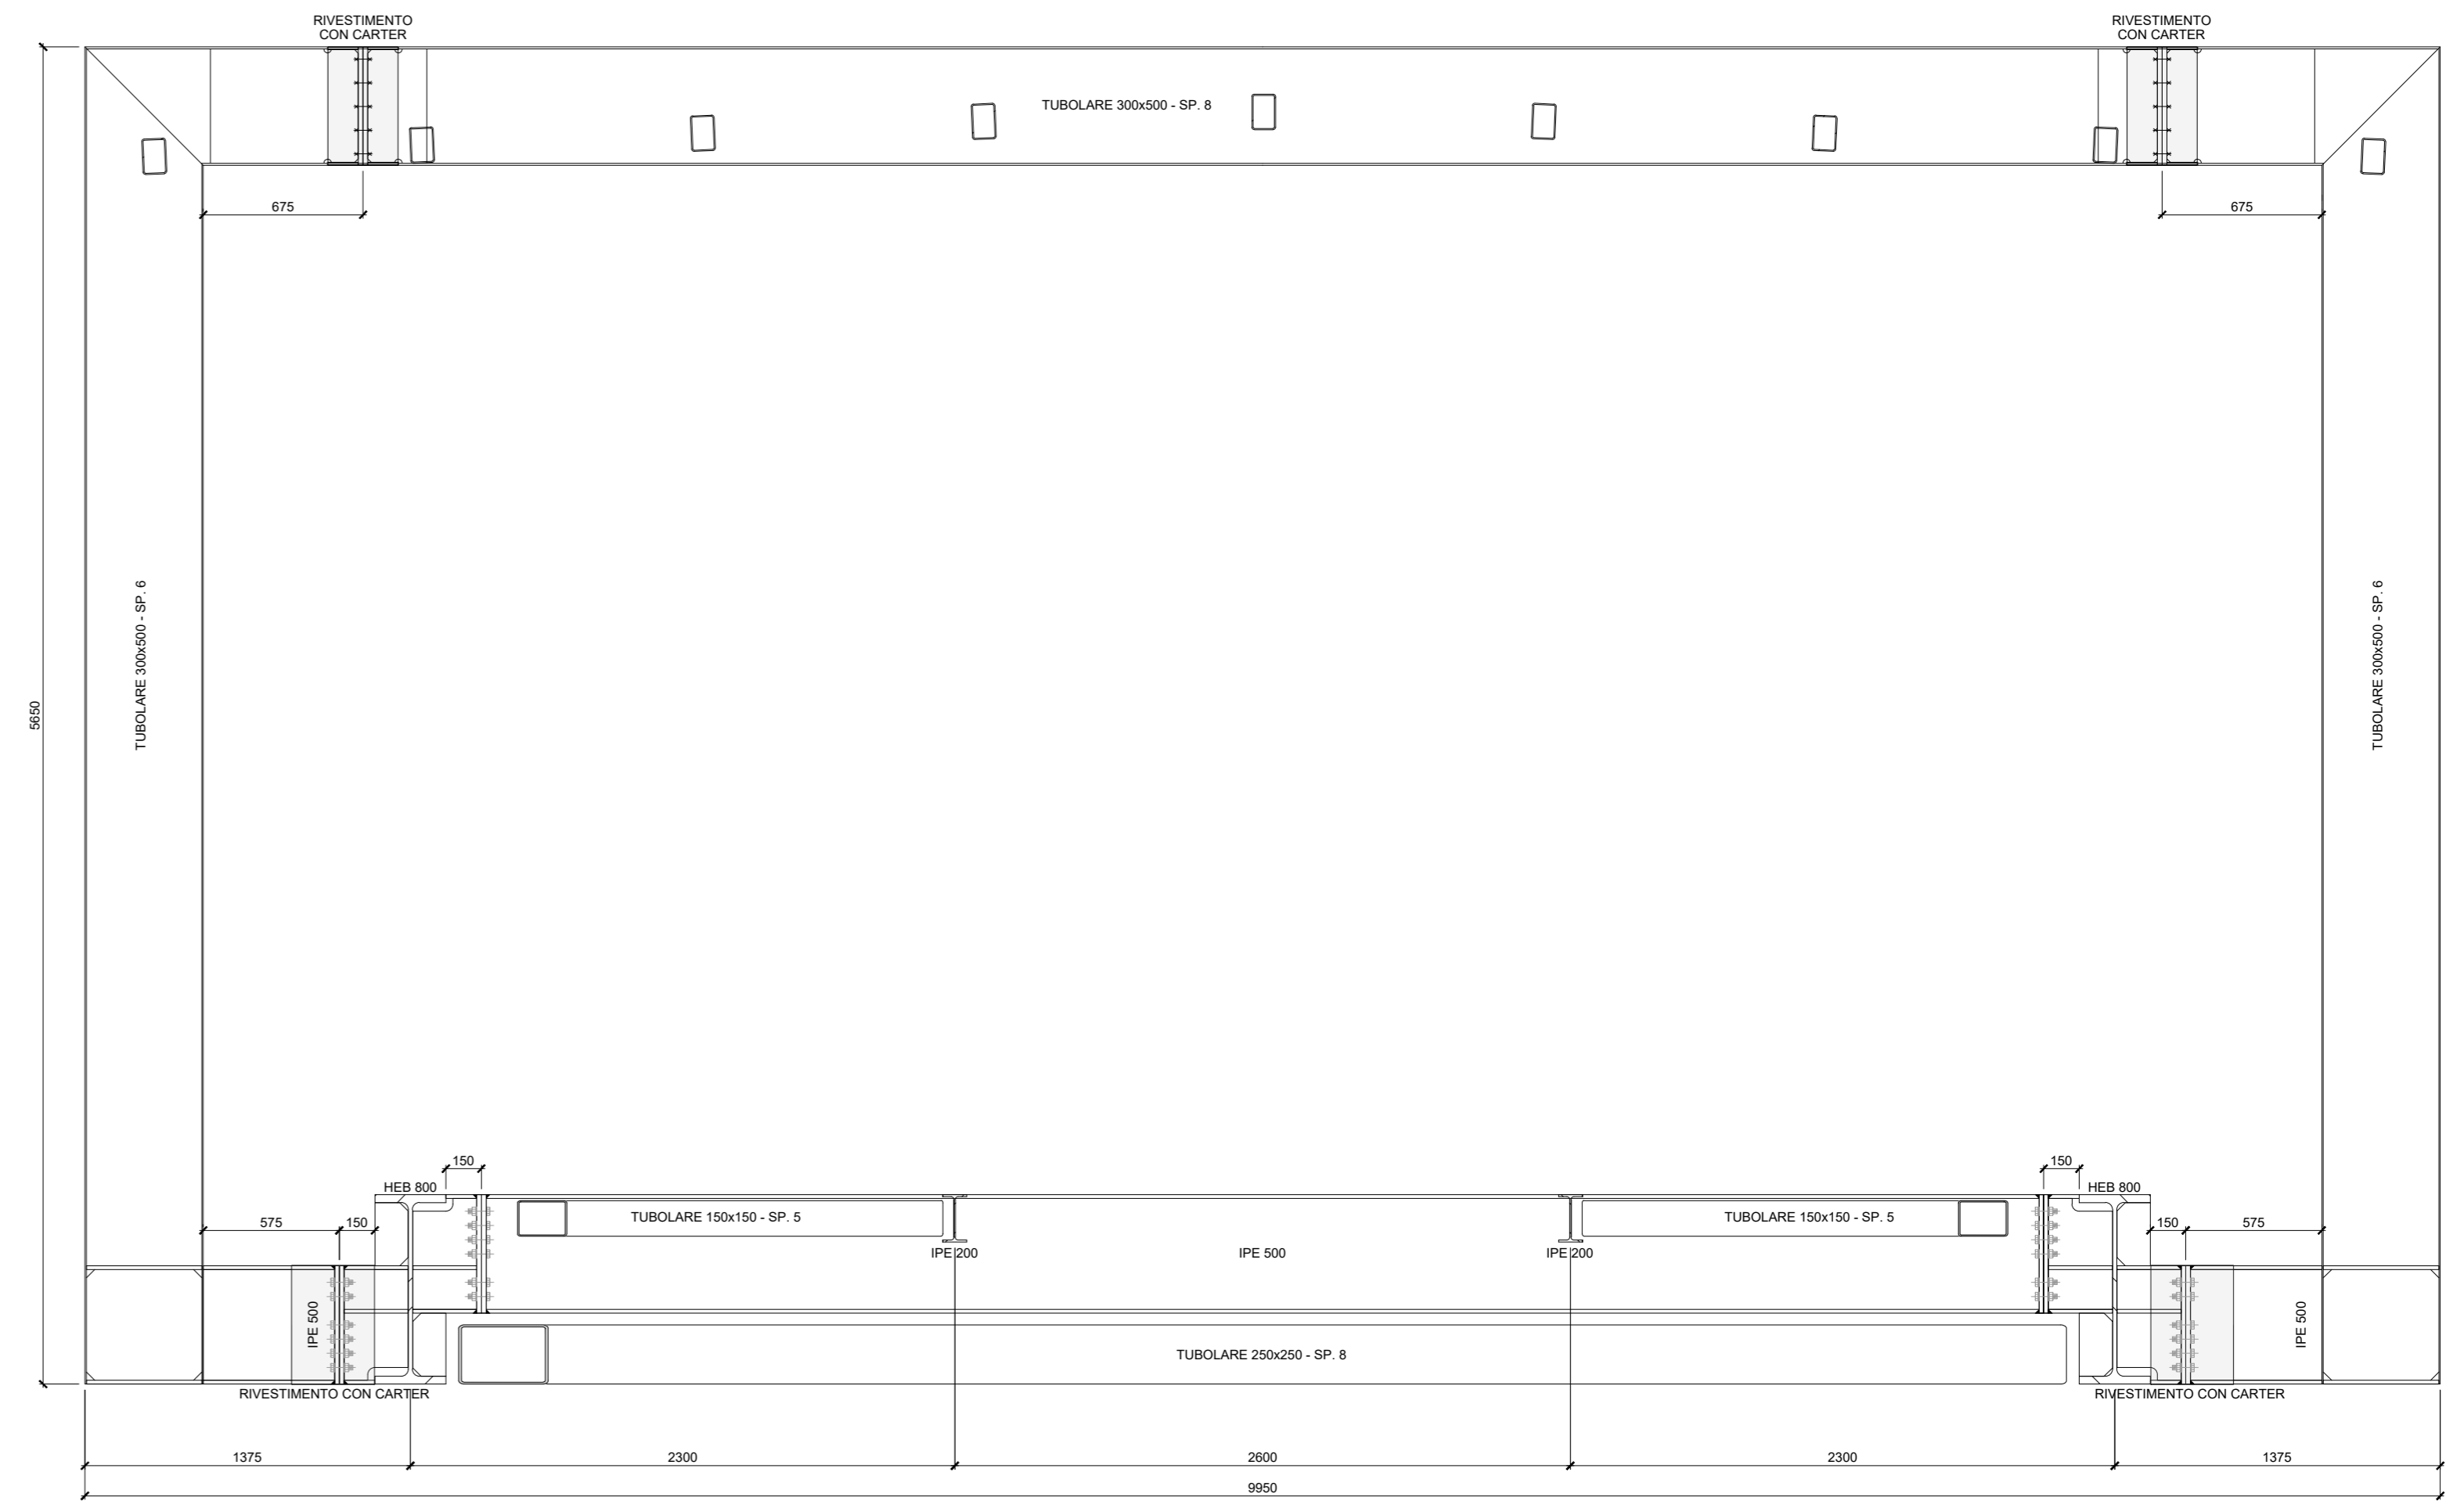 RIVESTIMENTO
CON CARTER
RIVESTIMENTO
CON CARTER
TUBOLARE 300x500 - SP. 8
675
675
TUBOLARE 300x500 - SP. 6
TUBOLARE 300x500 - SP. 6
5650
150
150
HEB 800
HEB 800
575
150
TUBOLARE 150x150 - SP. 5
TUBOLARE 150x150 - SP. 5
150
575
IPE 200
IPE 500
IPE 200
IPE 500
IPE 500
TUBOLARE 250x250 - SP. 8
RIVESTIMENTO CON CARTER
RIVESTIMENTO CON CARTER
1375
2300
2600
2300
1375
9950